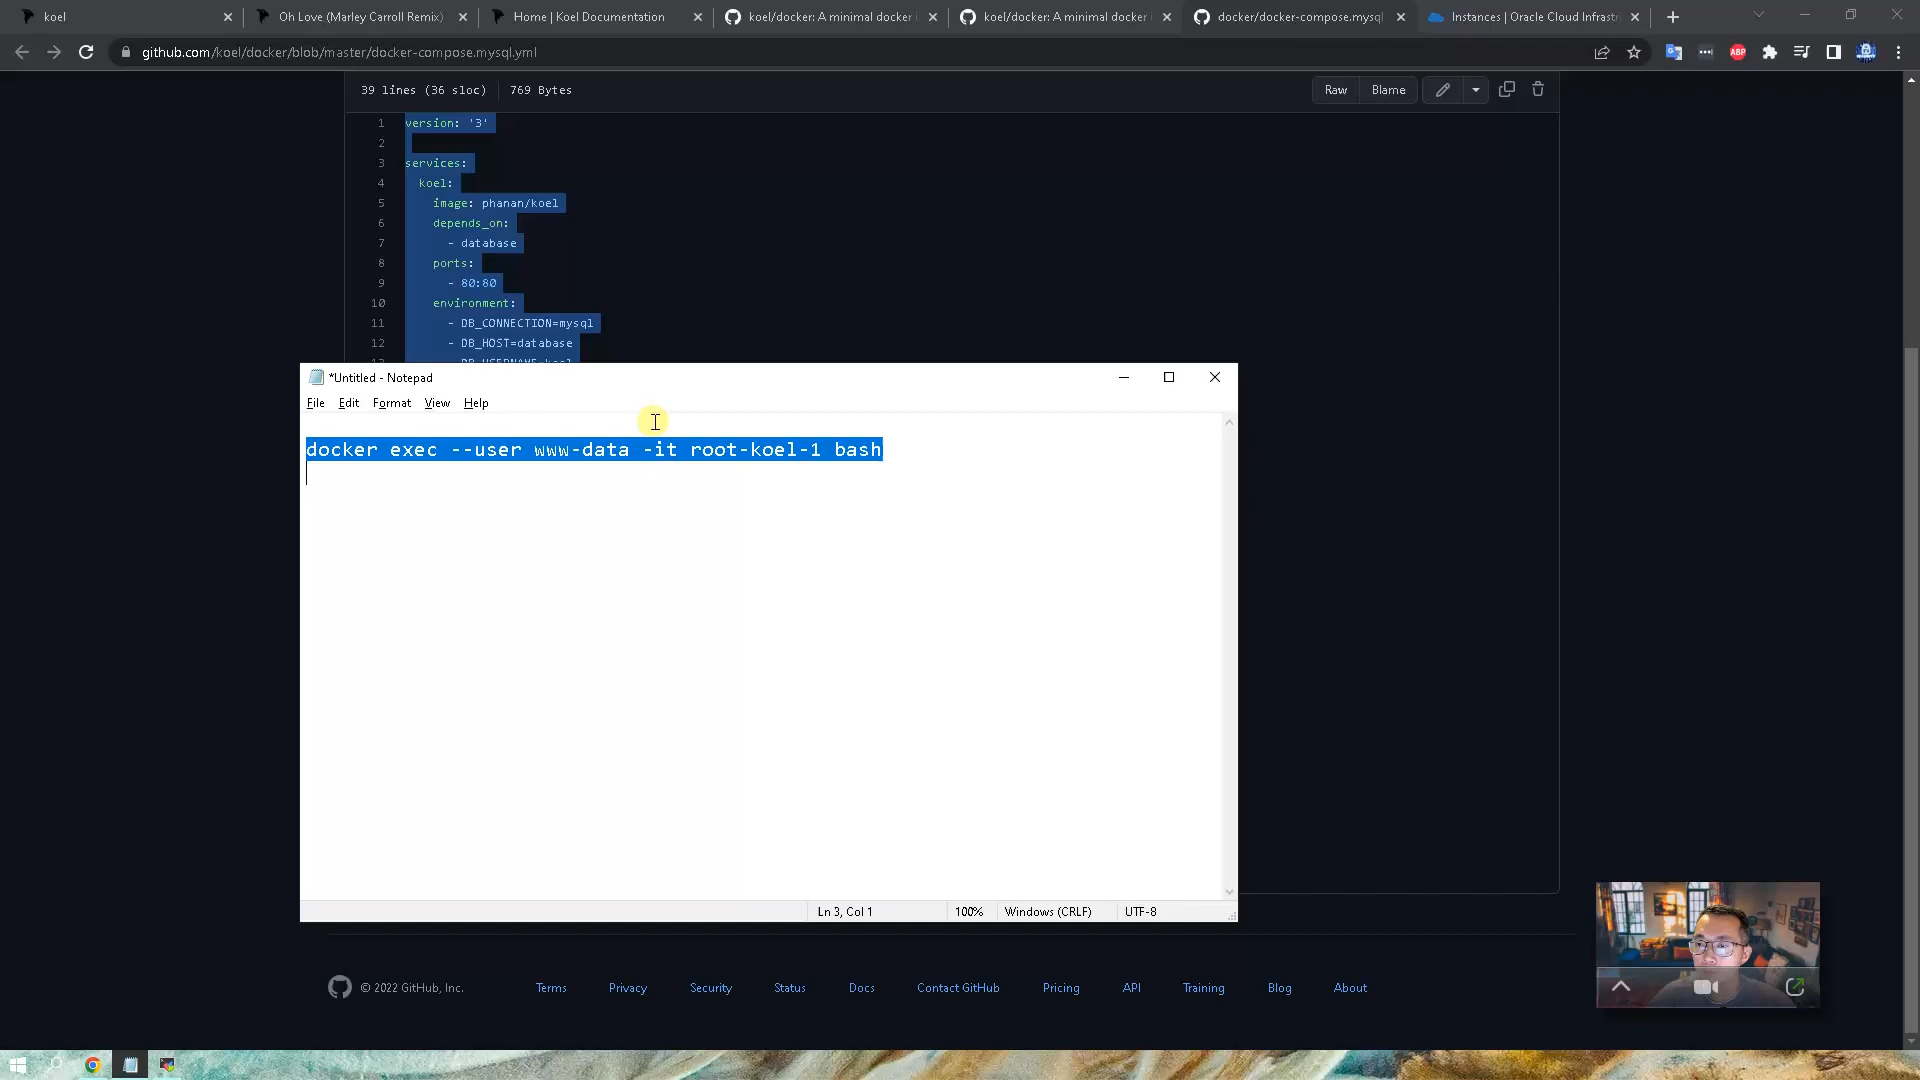 koel
Oh Love (Marley Carroll Remix)
Home | Koel Documentation
koel/docker: A minimal docker i
koel/docker: A minimal docker i
docker/docker-compose.mysql
Instances | Oracle Cloud Infrastr
github.com/koel/docker/blob/master/docker-compose.mysql.yml
ABP
39 lines (36 sloc)
769 Bytes
Raw
Blame
1 version: '3'
2
3 services:
4 koel:
5 image: phanan/koel
6 depends_on:
7 - database
8 ports:
9 - 80:80
10 environment:
11 - DB_CONNECTION=mysql
12 - DB_HOST=database
*Untitled - Notepad
File Edit Format View Help
docker exec --user www-data -it root-koel-1 bash
Ln 3, Col 1
100%
Windows (CRLF)
UTF-8
© 2022 GitHub, Inc.
Terms
Privacy
Security
Status
Docs
Contact GitHub
Pricing
API
Training
Blog
About